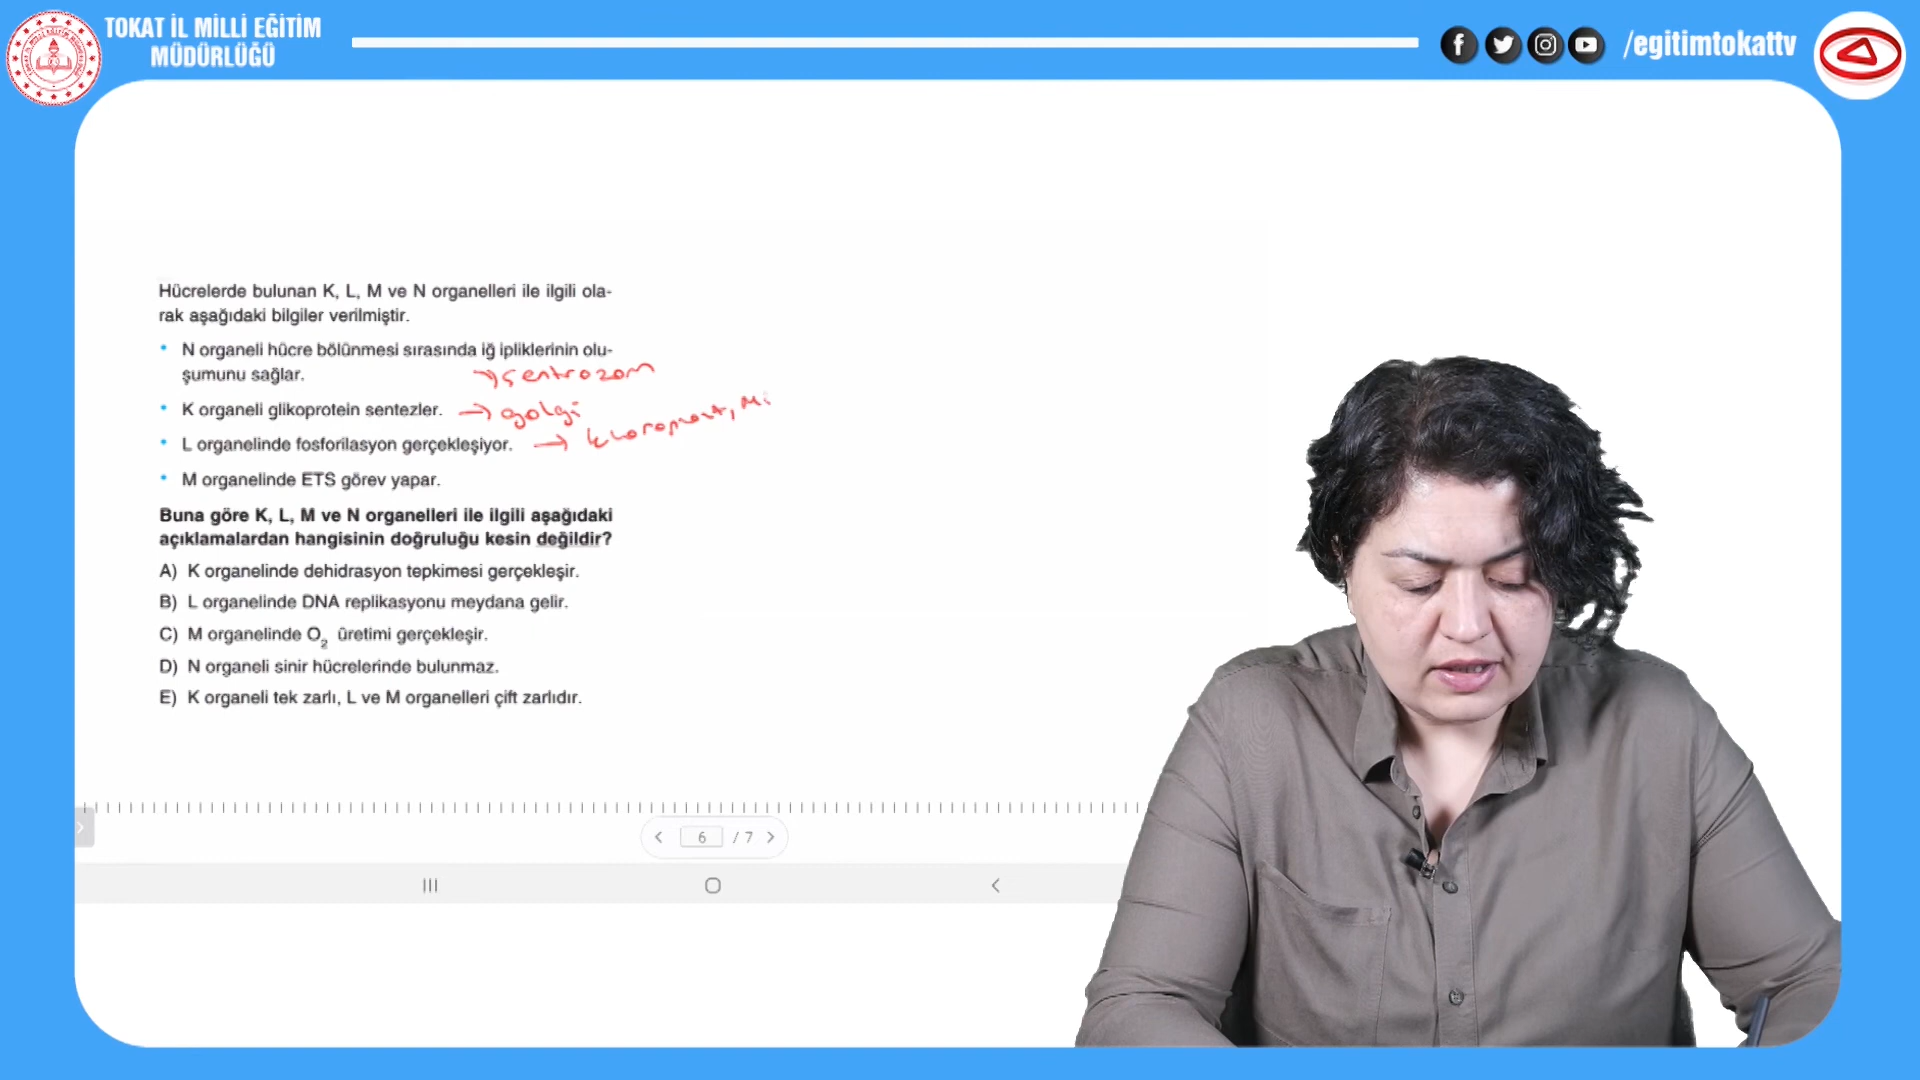 TOKAT İL MİLLİ EĞİTİM
MÜDÜRLÜĞÜ
/egitimtokattv
Hücrelerde bulunan K, L, M ve N organelleri ile ilgili ola-
rak aşağıdaki bilgiler verilmiştir.
• N organeli hücre bölünmesi sırasında iğ ipliklerinin olu-
şumunu sağlar.
→ sentrozom
• K organeli glikoprotein sentezler. → golgi
• L organelinde fosforilasyon gerçekleşiyor. → kloroplast, Mi
• M organelinde ETS görev yapar.
Buna göre K, L, M ve N organelleri ile ilgili aşağıdaki
açıklamalardan hangisinin doğruluğu kesin değildir?
A) K organelinde dehidrasyon tepkimesi gerçekleşir.
B) L organelinde DNA replikasyonu meydana gelir.
C) M organelinde O₂ üretimi gerçekleşir.
D) N organeli sinir hücrelerinde bulunmaz.
E) K organeli tek zarlı, L ve M organelleri çift zarlıdır.
6 / 7